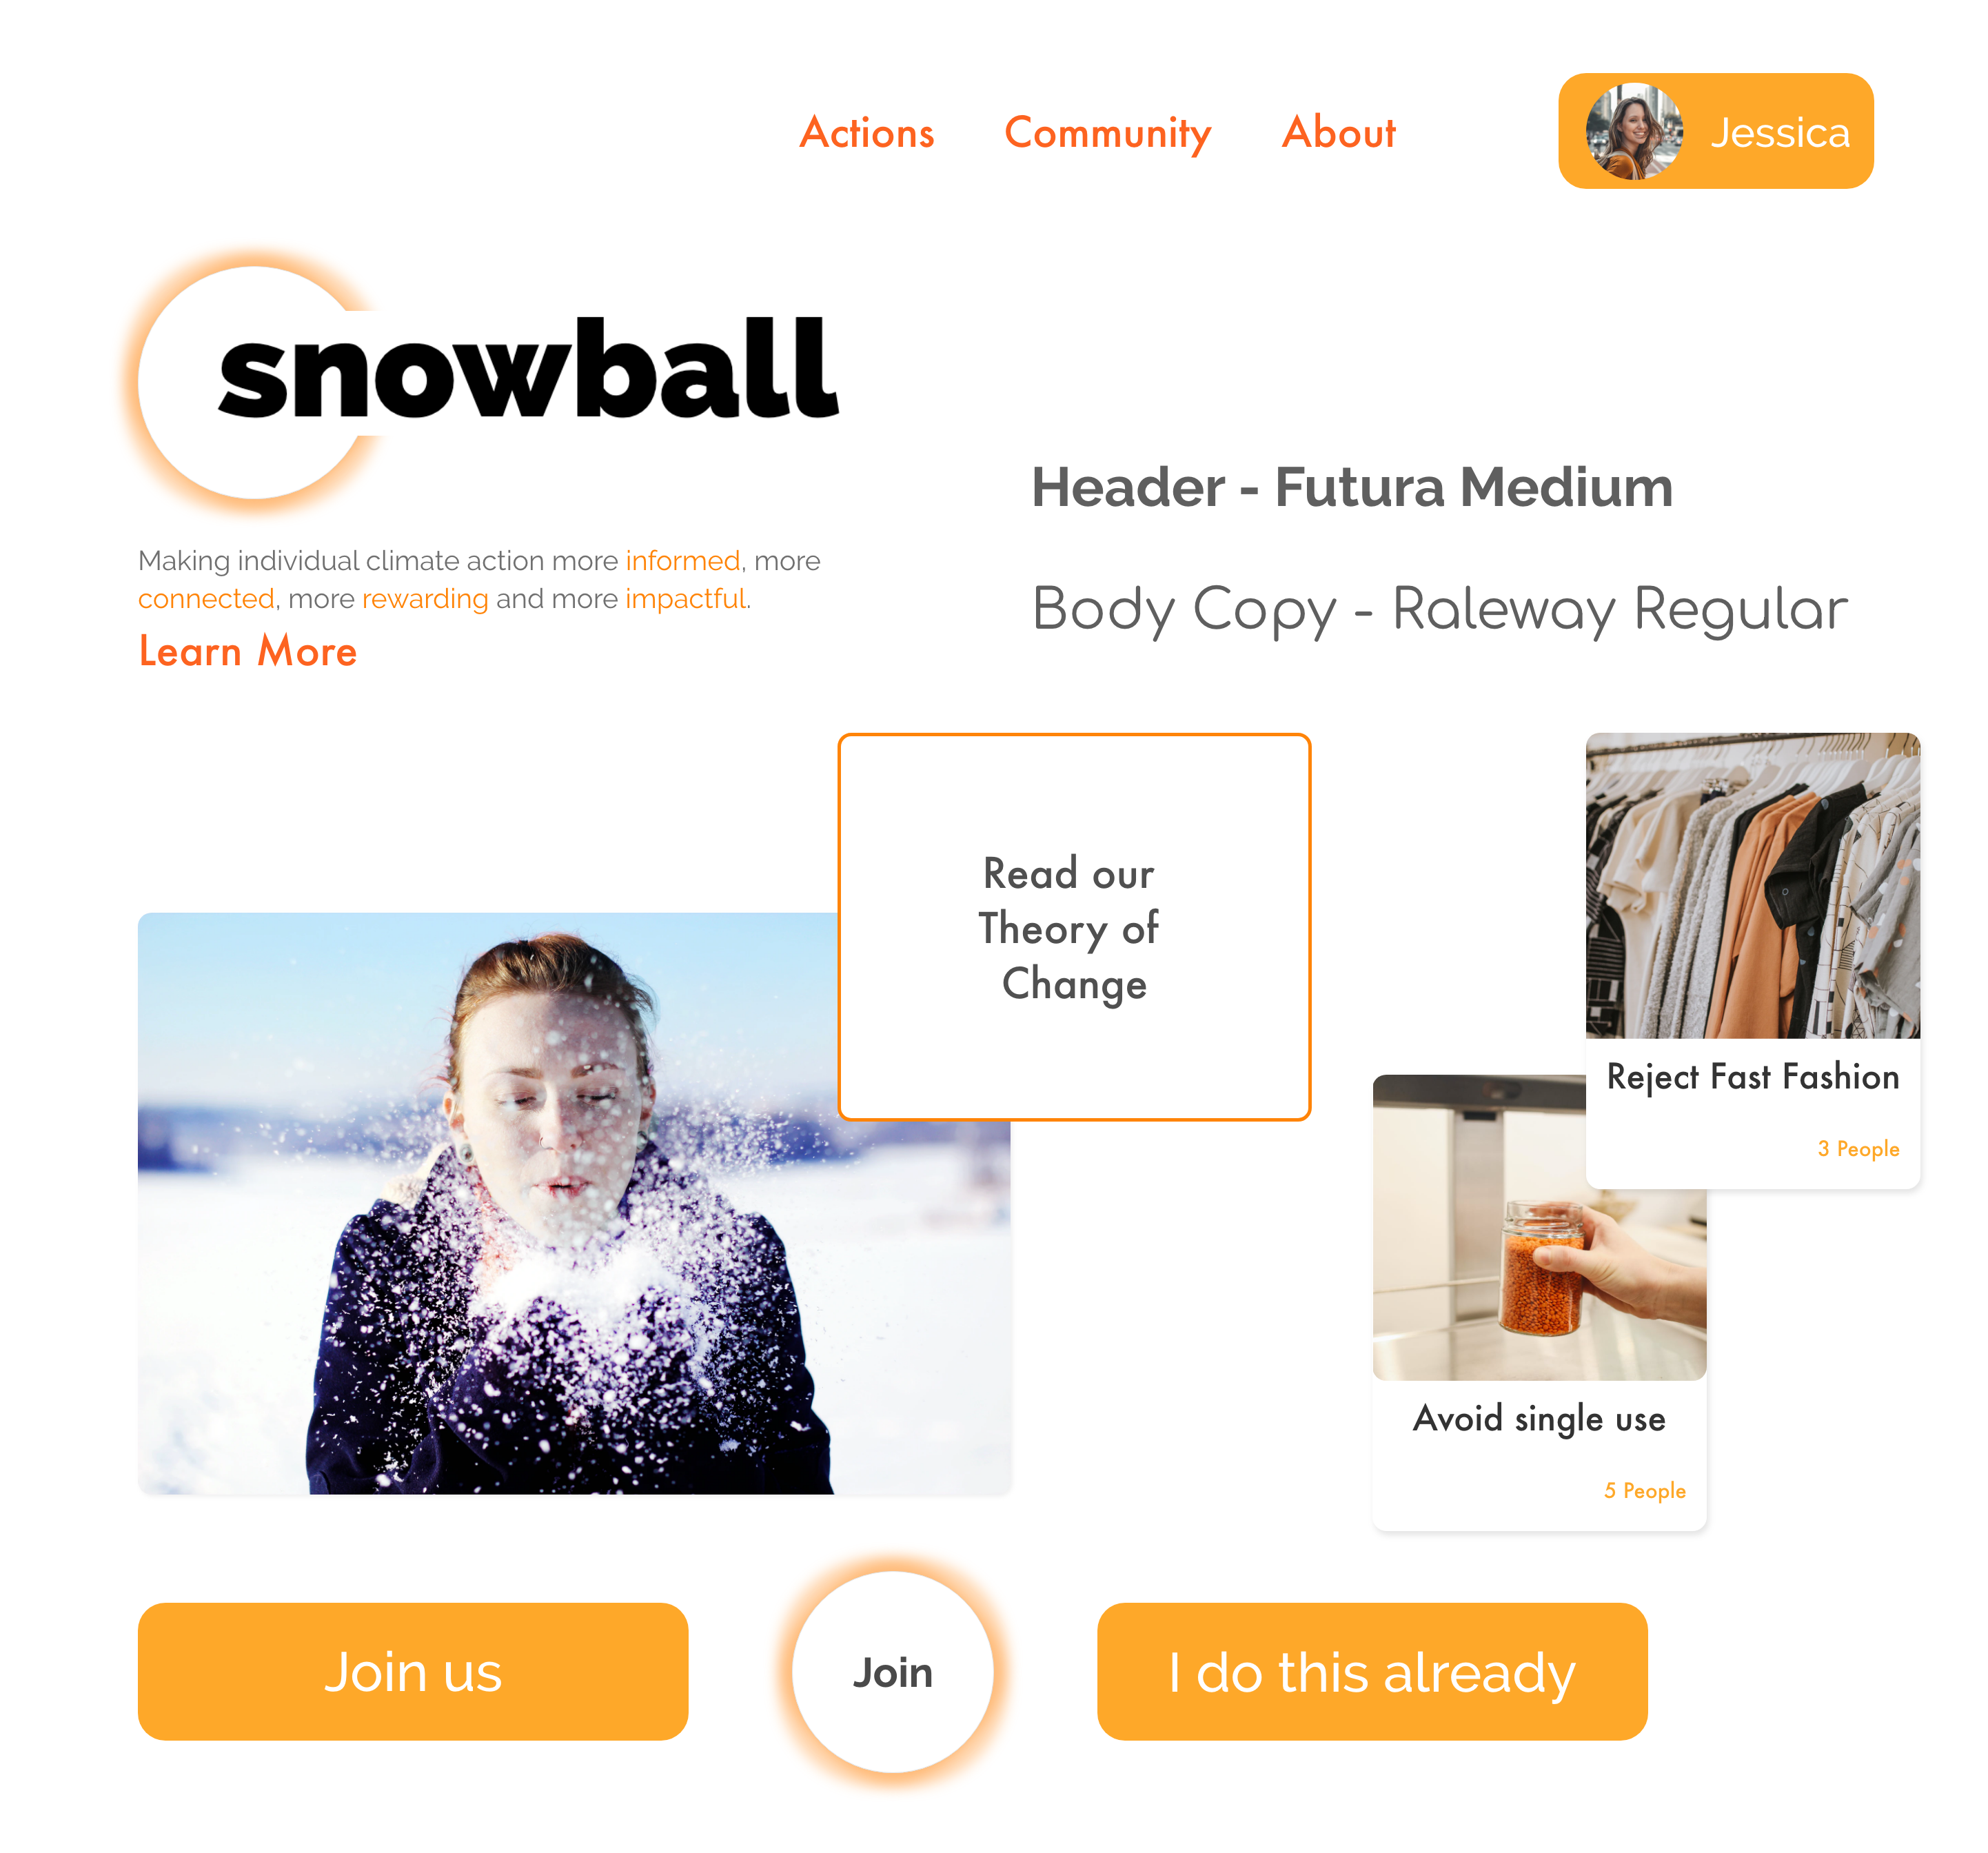 Actions Community About Jessica
snowball
Making individual climate action more informed, more
connected, more rewarding and more impactful.
Learn More
Header - Futura Medium
Body Copy - Raleway Regular
Read our
Theory of
Change
Reject Fast Fashion
3 People
Avoid single use
5 People
Join us
Join
I do this already